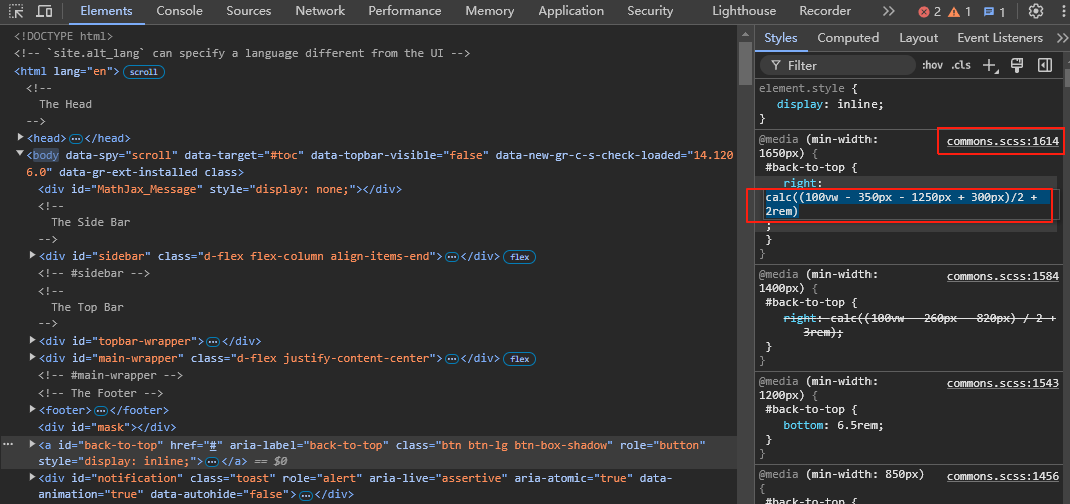 Elements Console Sources Network Performance Memory Application Security Lighthouse Recorder 2 1 1
<!DOCTYPE html>
<!-- `site.alt_lang` can specify a language different from the UI -->
<html lang="en"> scroll
<!--
The Head
-->
<head> ⋯ </head>
<body data-spy="scroll" data-target="#toc" data-topbar-visible="false" data-new-gr-c-s-check-loaded="14.120
6.0" data-gr-ext-installed class>
<div id="MathJax_Message" style="display: none;"></div>
<!--
The Side Bar
-->
<div id="sidebar" class="d-flex flex-column align-items-end"> ⋯ </div> flex
<!-- #sidebar -->
<!--
The Top Bar
-->
<div id="topbar-wrapper"> ⋯ </div>
<div id="main-wrapper" class="d-flex justify-content-center"> ⋯ </div> flex
<!-- #main-wrapper -->
<!-- The Footer -->
<footer> ⋯ </footer>
<div id="mask"></div>
<a id="back-to-top" href="#" aria-label="back-to-top" class="btn btn-lg btn-box-shadow" role="button"
style="display: inline;"> ⋯ </a> == $0
<div id="notification" class="toast" role="alert" aria-live="assertive" aria-atomic="true" data-
animation="true" data-autohide="false"> ⋯ </div>
Styles Computed Layout Event Listeners
Filter :hov .cls
element.style {
display: inline;
}
@media (min-width: commons.scss:1614
1650px) {
#back-to-top {
right:
calc((100vw - 350px - 1250px + 300px)/2 +
2rem)
;
}
}
@media (min-width: commons.scss:1584
1400px) {
#back-to-top {
right: calc((100vw - 260px - 820px) / 2 +
3rem);
}
}
@media (min-width: commons.scss:1543
1200px) {
#back-to-top {
bottom: 6.5rem;
}
}
@media (min-width: 850px) commons.scss:1456
{
#back-to-top {